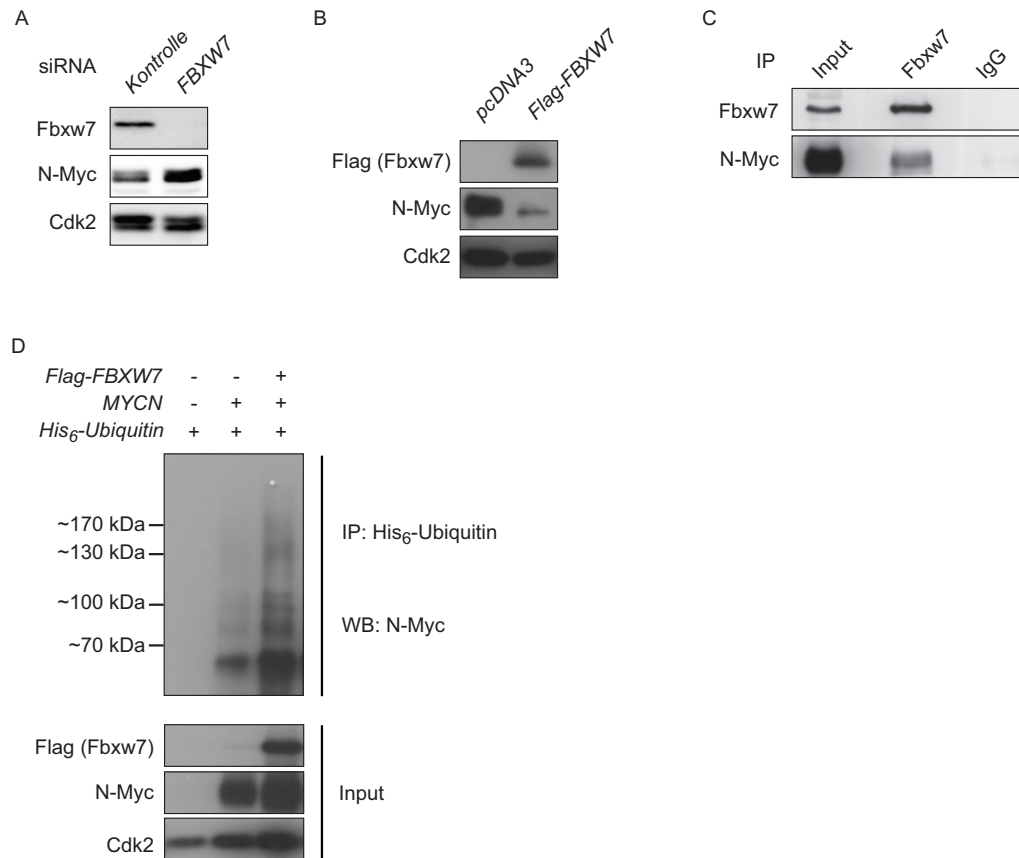 A
siRNA
Kontrolle
FBXW7
Fbxw7
N-Myc
Cdk2
B
pcDNA3
Flag-FBXW7
Flag (Fbxw7)
N-Myc
Cdk2
C
IP
Input
Fbxw7
IgG
Fbxw7
N-Myc
D
Flag-FBXW7 - - +
MYCN - + +
His6-Ubiquitin + + +
~170 kDa
~130 kDa
~100 kDa
~70 kDa
IP: His6-Ubiquitin
WB: N-Myc
Flag (Fbxw7)
N-Myc
Cdk2
Input